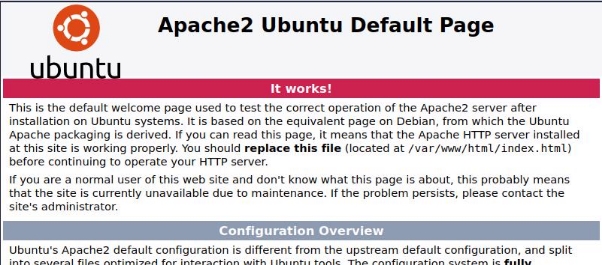 Apache2 Ubuntu Default Page
ubuntu
It works!
This is the default welcome page used to test the correct operation of the Apache2 server after
installation on Ubuntu systems. It is based on the equivalent page on Debian, from which the Ubuntu
Apache packaging is derived. If you can read this page, it means that the Apache HTTP server installed
at this site is working properly. You should replace this file (located at /var/www/html/index.html)
before continuing to operate your HTTP server.
If you are a normal user of this web site and don't know what this page is about, this probably means
that the site is currently unavailable due to maintenance. If the problem persists, please contact the
site's administrator.
Configuration Overview
Ubuntu's Apache2 default configuration is different from the upstream default configuration, and split
into several files optimized for interaction with Ubuntu tools. The configuration system is fully